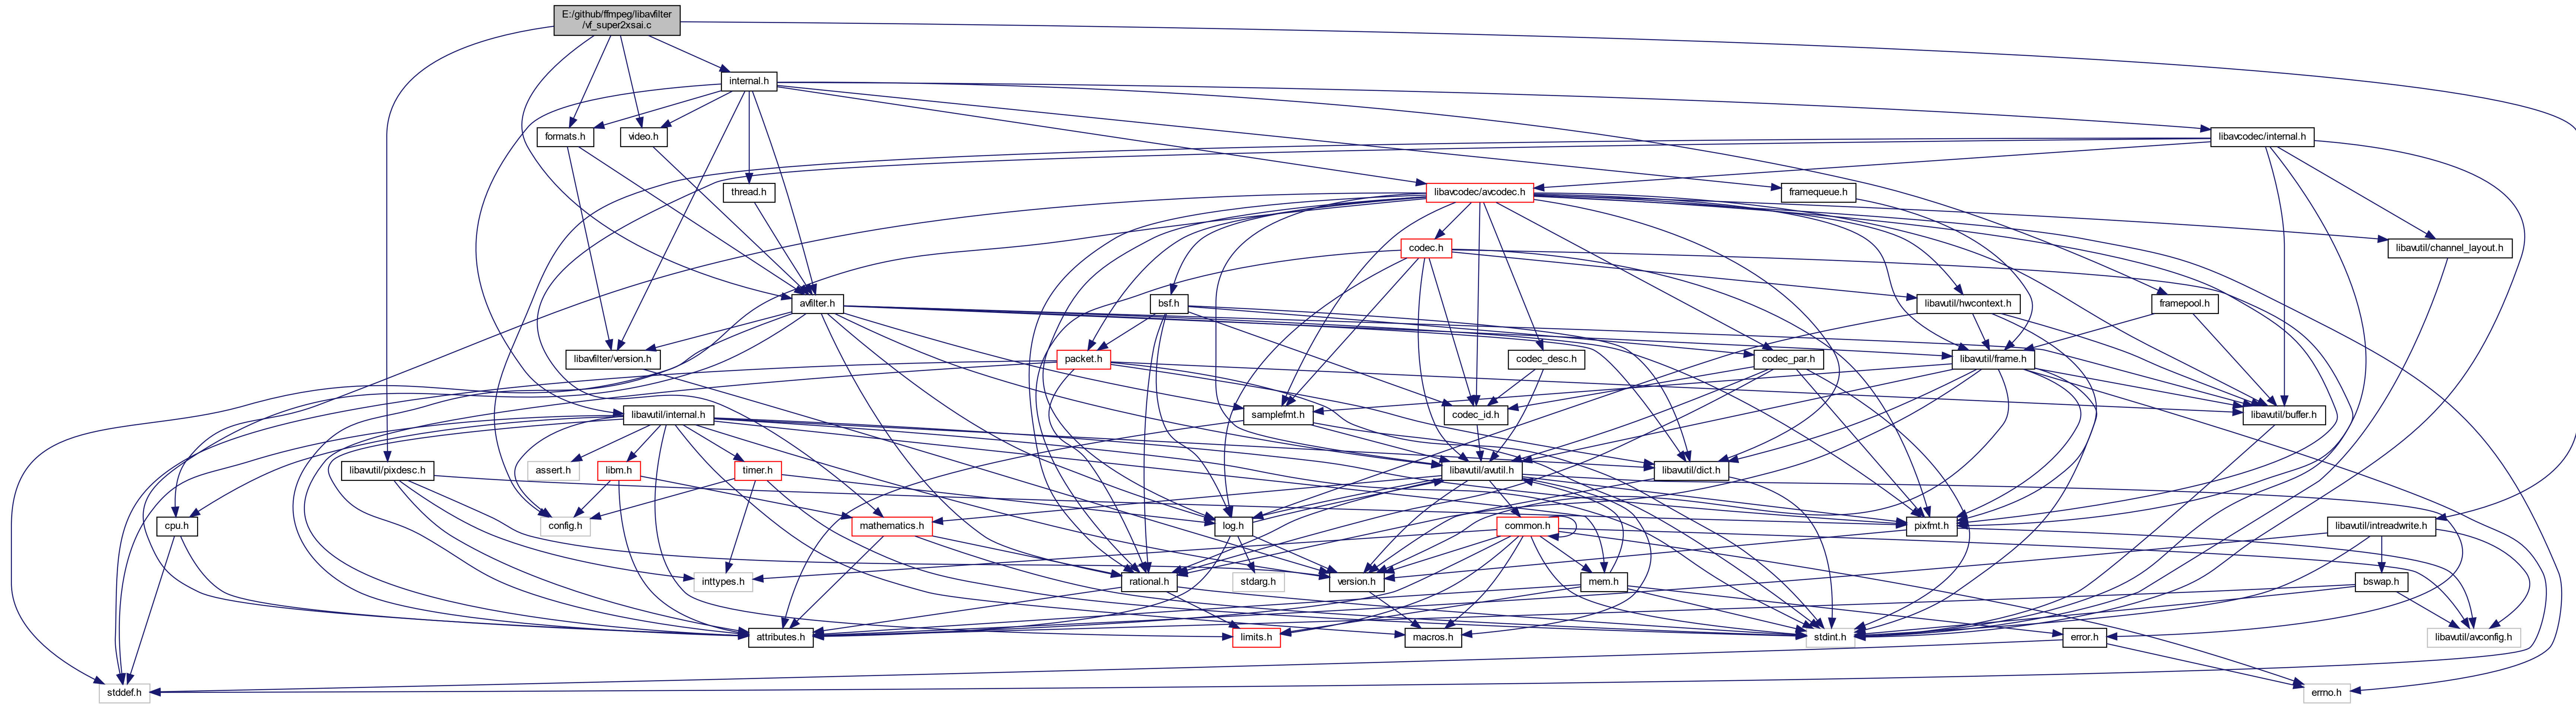 E:/github/ffmpeg/libavfilter
/vf_super2xsai.c
internal.h
formats.h
video.h
libavcodec/internal.h
thread.h
libavcodec/avcodec.h
framequeue.h
codec.h
libavutil/channel_layout.h
avfilter.h
bsf.h
libavutil/hwcontext.h
framepool.h
libavfilter/version.h
packet.h
codec_desc.h
codec_par.h
libavutil/frame.h
libavutil/internal.h
samplefmt.h
codec_id.h
libavutil/buffer.h
libavutil/pixdesc.h
assert.h
libm.h
timer.h
libavutil/avutil.h
libavutil/dict.h
cpu.h
config.h
mathematics.h
log.h
common.h
pixfmt.h
libavutil/intreadwrite.h
inttypes.h
rational.h
stdarg.h
version.h
mem.h
bswap.h
attributes.h
limits.h
macros.h
stdint.h
error.h
libavutil/avconfig.h
stddef.h
errno.h